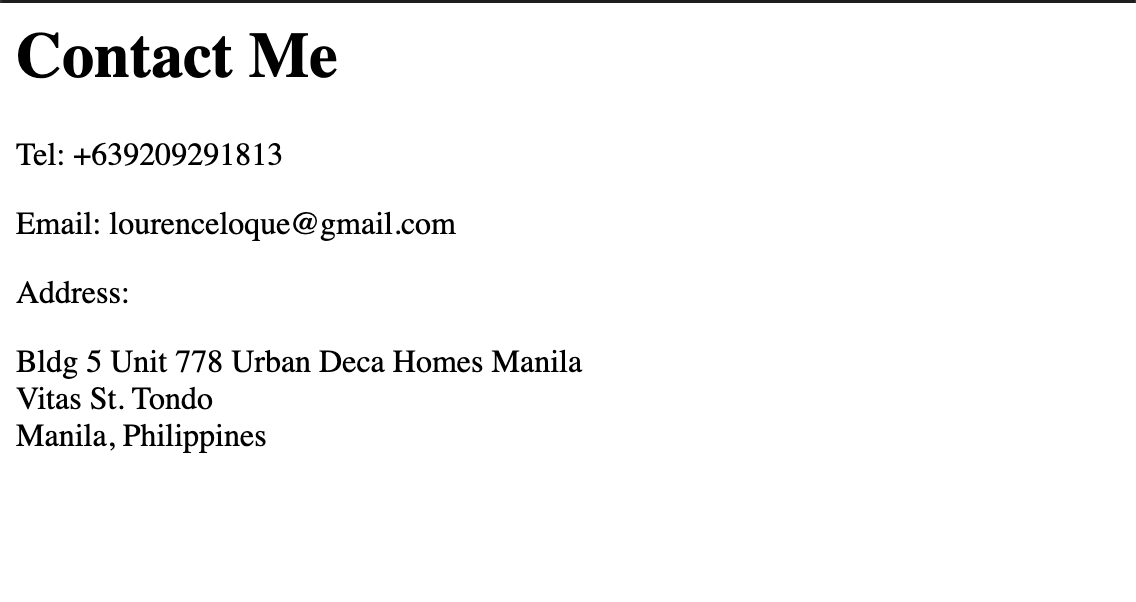 Contact Me
Tel: +639209291813
Email: lourenceloque@gmail.com
Address:
Bldg 5 Unit 778 Urban Deca Homes Manila
Vitas St. Tondo
Manila, Philippines